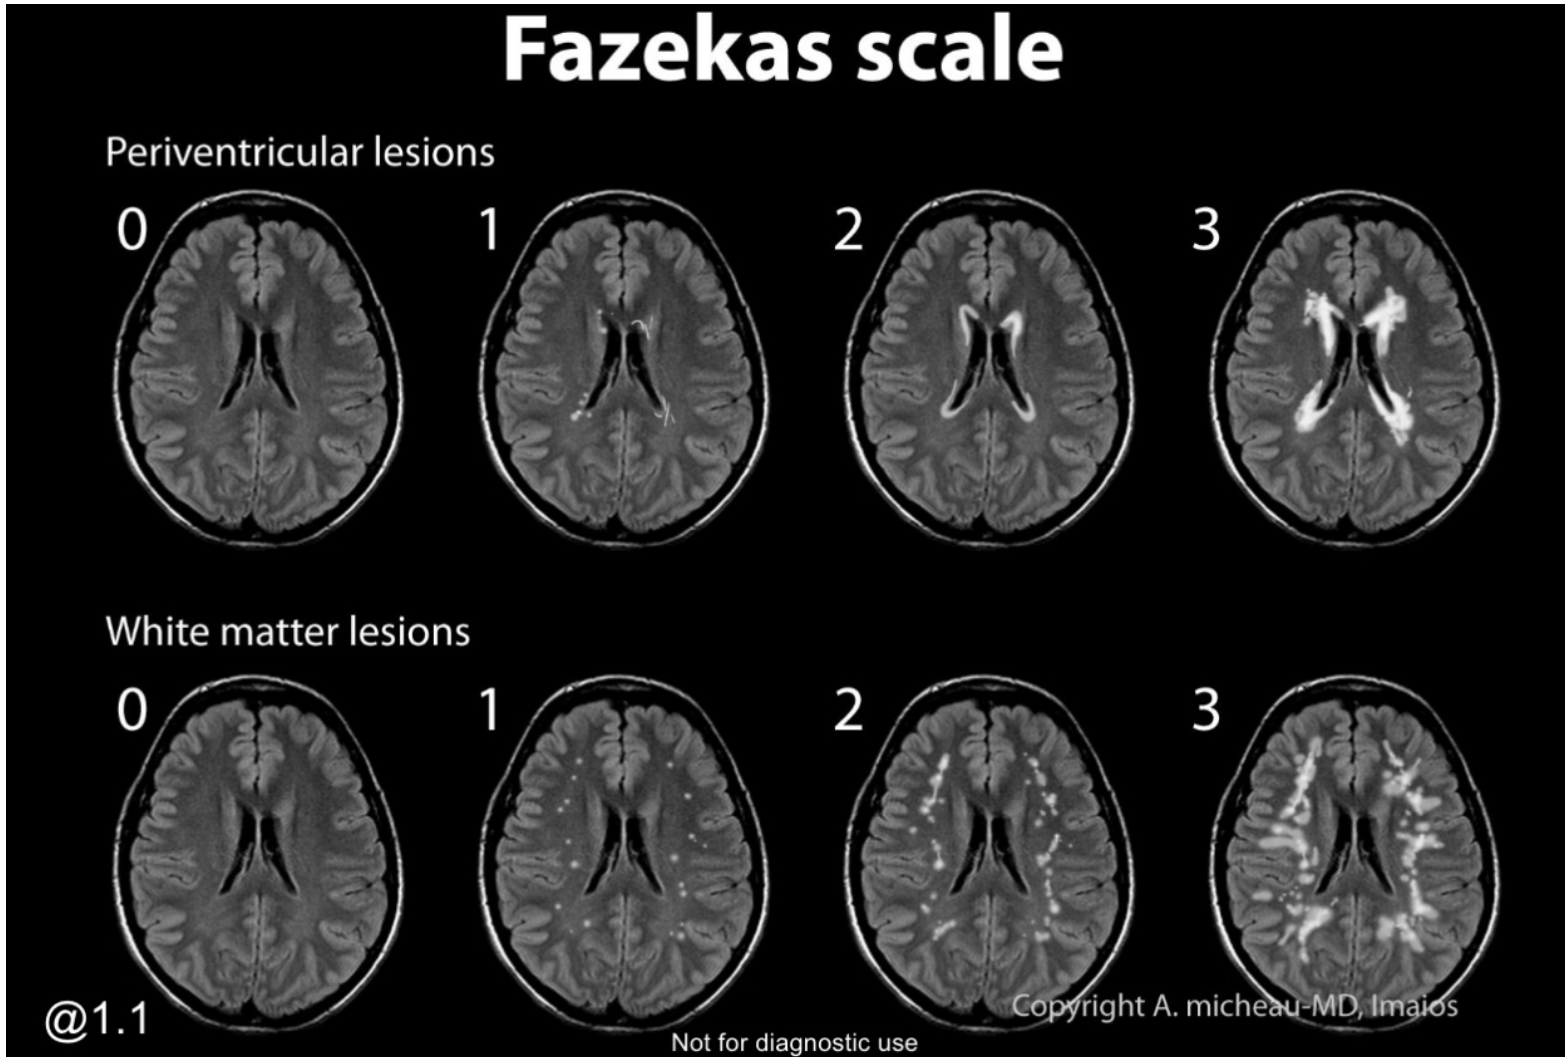 Fazekas scale
Periventricular lesions
0 1 2 3
White matter lesions
0 1 2 3
@1.1
Copyright A. micheau-MD, Imaios
Not for diagnostic use